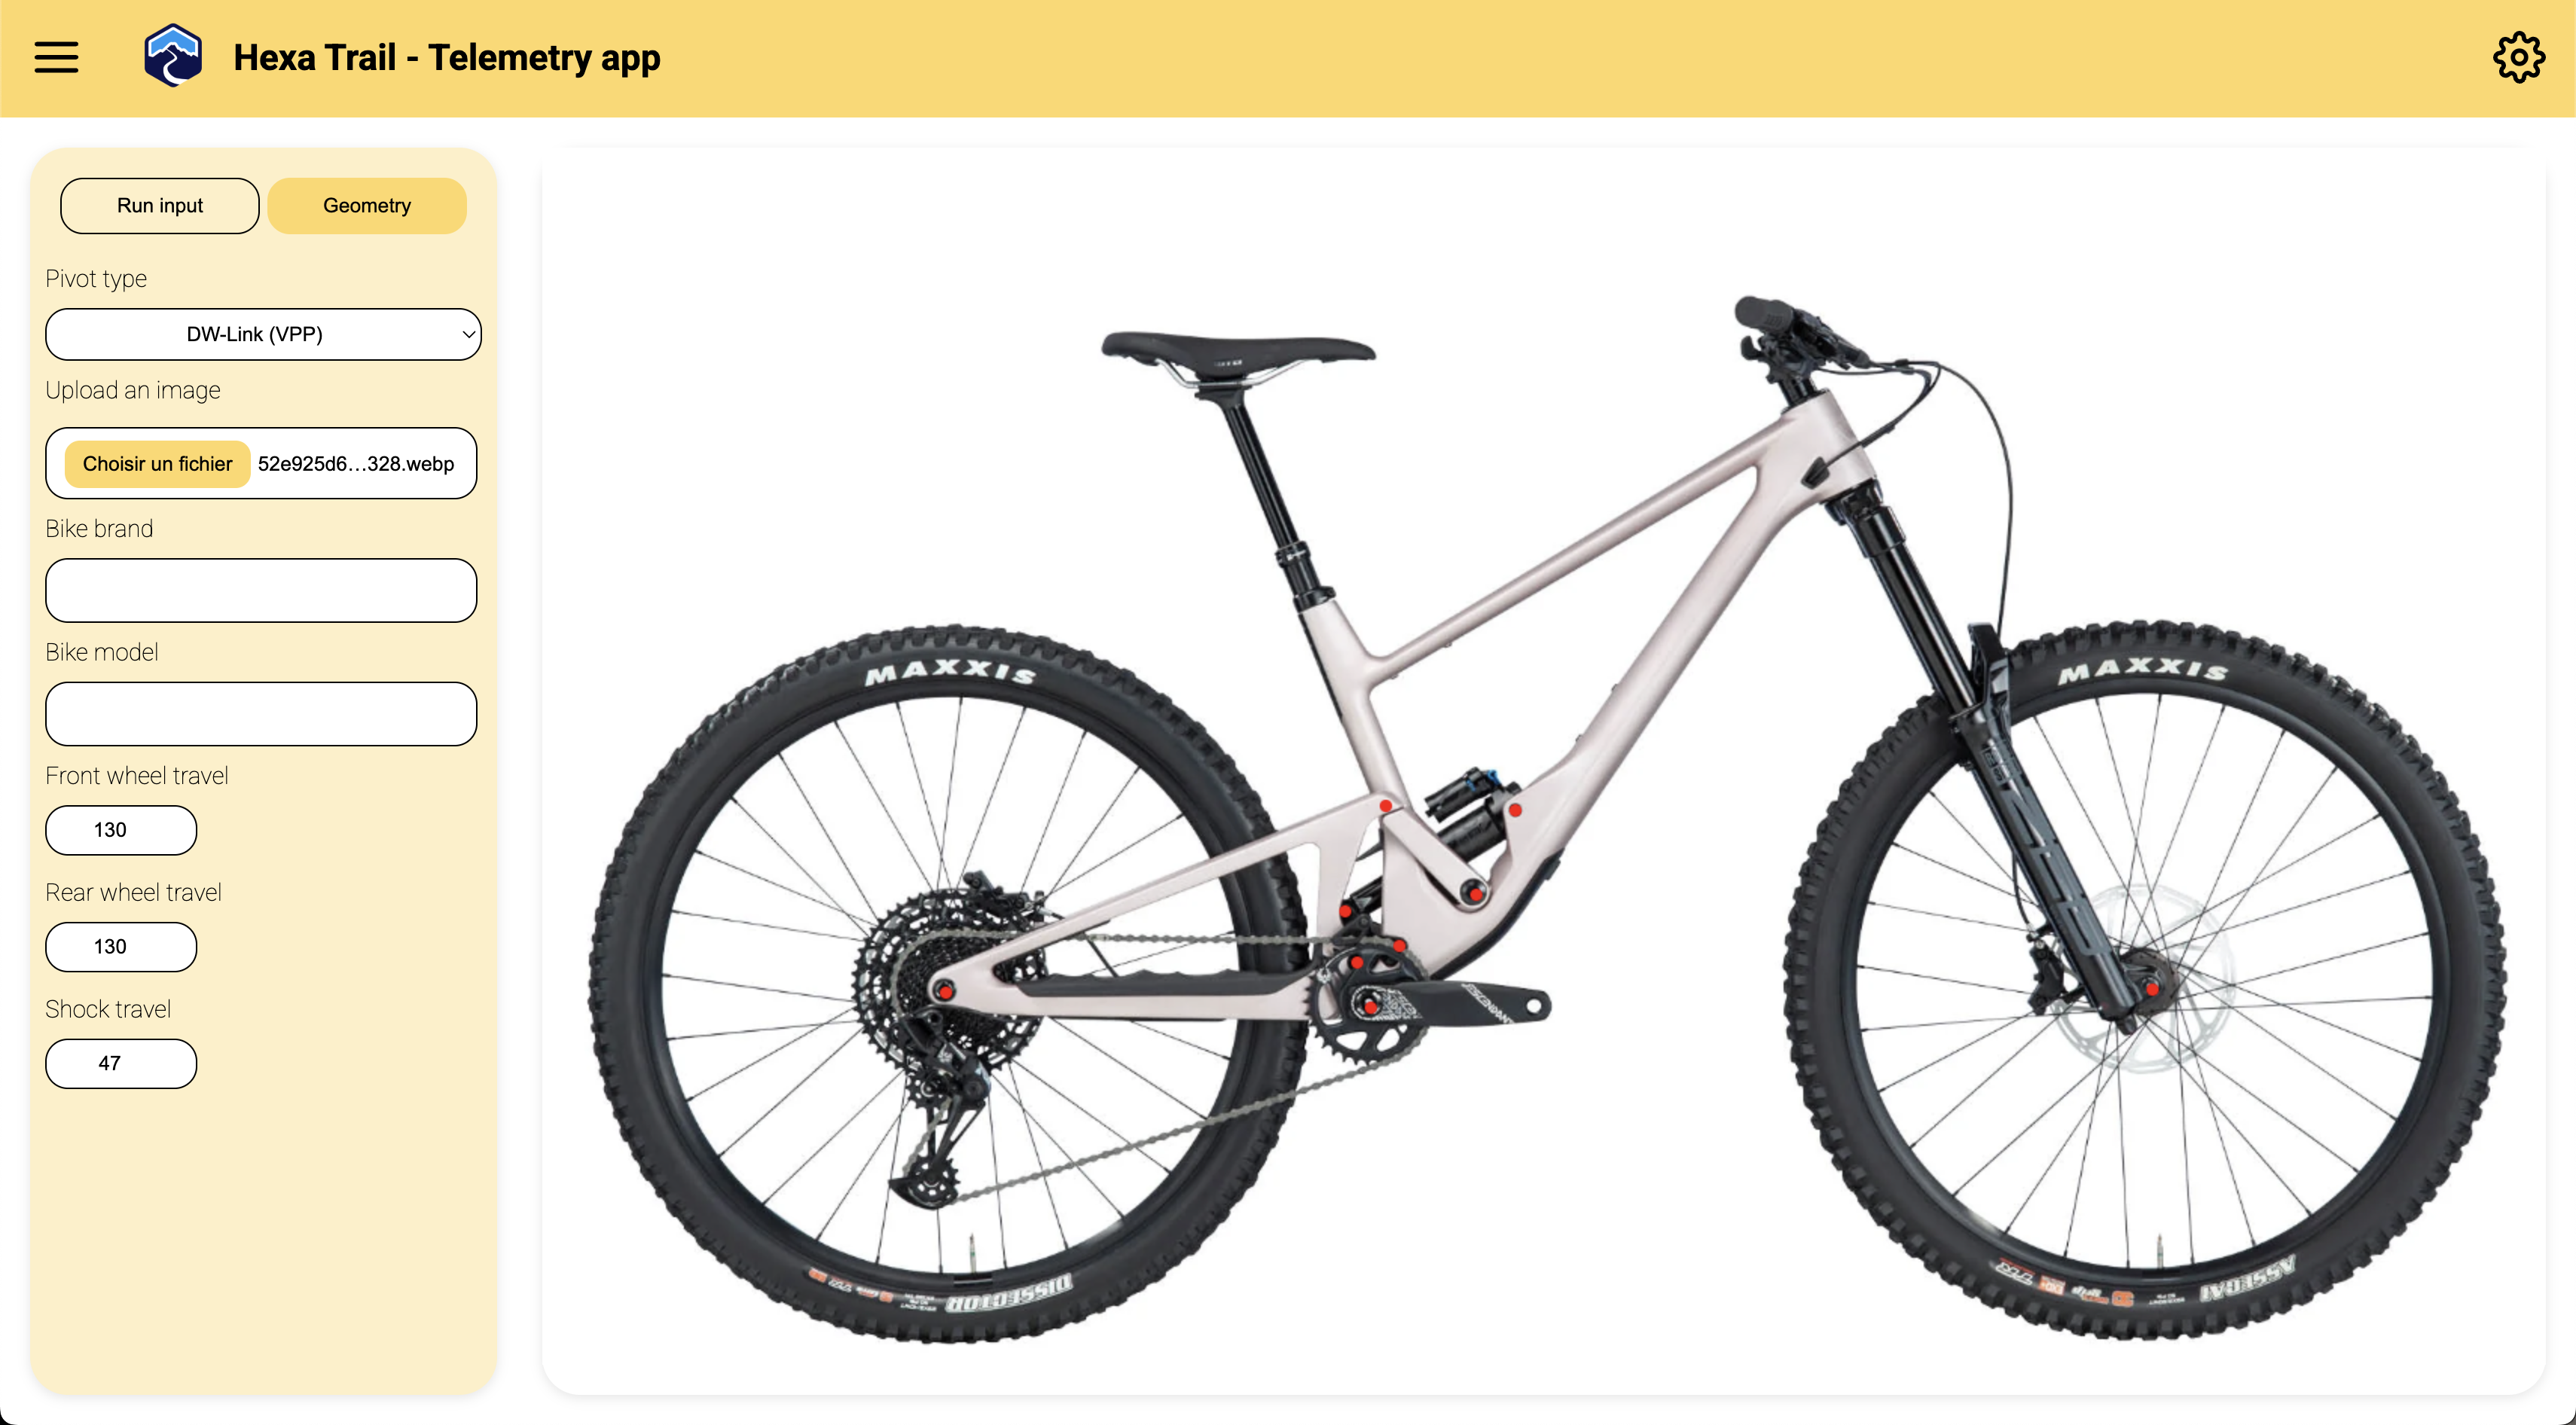 Hexa Trail - Telemetry app
Run input
Geometry
Pivot type
DW-Link (VPP)
Upload an image
Choisir un fichier 52e925d6...328.webp
Bike brand
Bike model
Front wheel travel
130
Rear wheel travel
130
Shock travel
47
MAXXIS
MAXXIS
ZEB
DISSECTOR
ASSEGAI